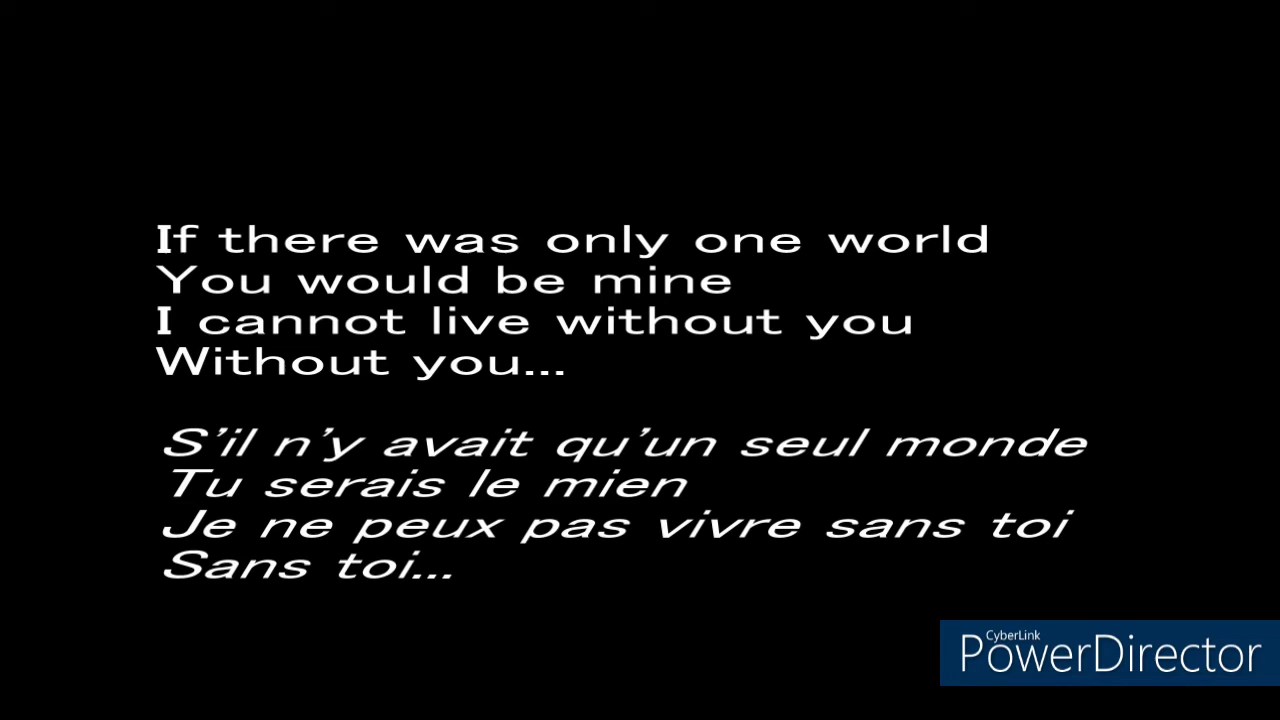 If there was only one world
You would be mine
I cannot live without you
Without you...
S'il n'y avait qu'un seul monde
Tu serais le mien
Je ne peux pas vivre sans toi
Sans toi...
CyberLink
PowerDirector